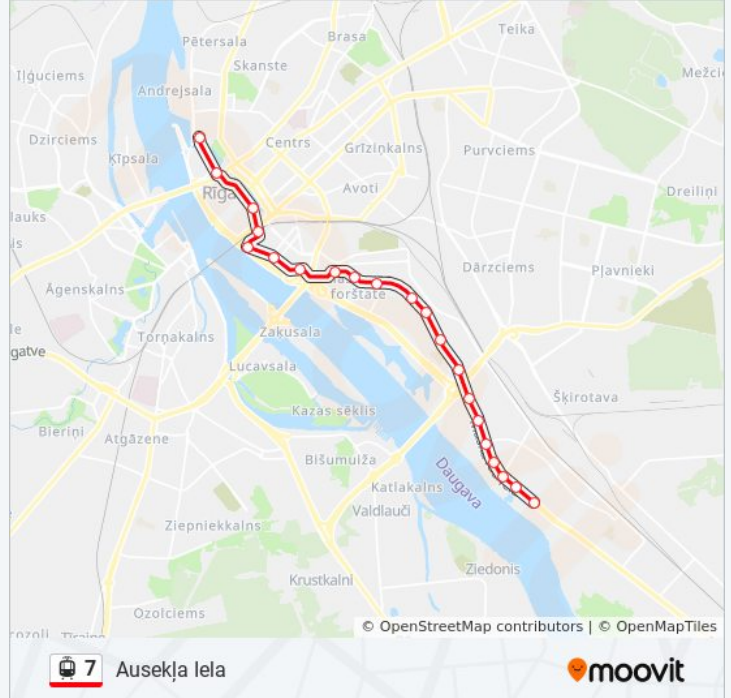 Pētersala
Brasa
Teika
Iļģuciems
Skanste
Mežci
Andrejsala
Dzirciems
Centrs
Grīziņkalns
Purvciems
Ķīpsala
Avoti
Rīga
Dreiliņi
lauks
Dārzciems
Pļavnieki
Āgenskalns
forštate
Torņakalns
Zaķusala
gatve
Lucavsala
Šķirotava
Kazas sēklis
Bieriņi
Atgāzene
Bišumuiža
Daugava
Katlakalns
Valdlauči
Ziepniekkalns
Ziedonis
Krustkalni
Ozolciems
© OpenStreetMap contributors | © OpenMapTiles
7 Ausekļa Iela
moovit